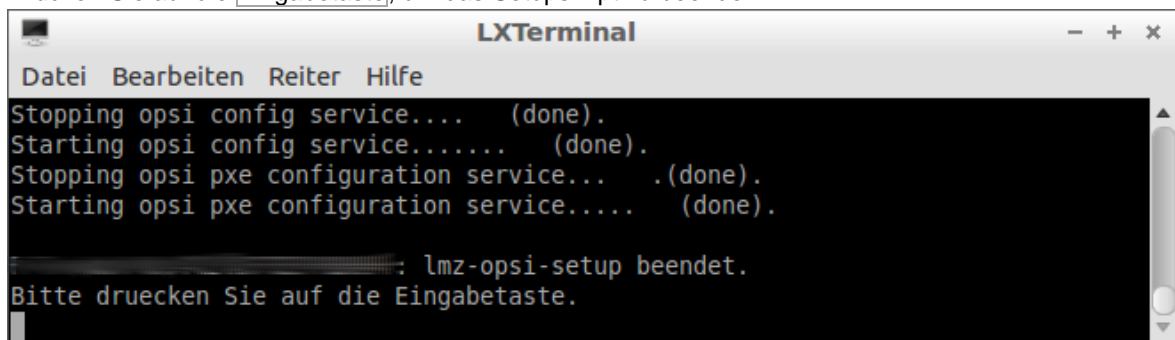 LXTerminal
Datei Bearbeiten Reiter Hilfe
Stopping opsi config service.... (done).
Starting opsi config service....... (done).
Stopping opsi pxe configuration service... .(done).
Starting opsi pxe configuration service..... (done).
: lmz-opsi-setup beendet.
Bitte druecken Sie auf die Eingabetaste.